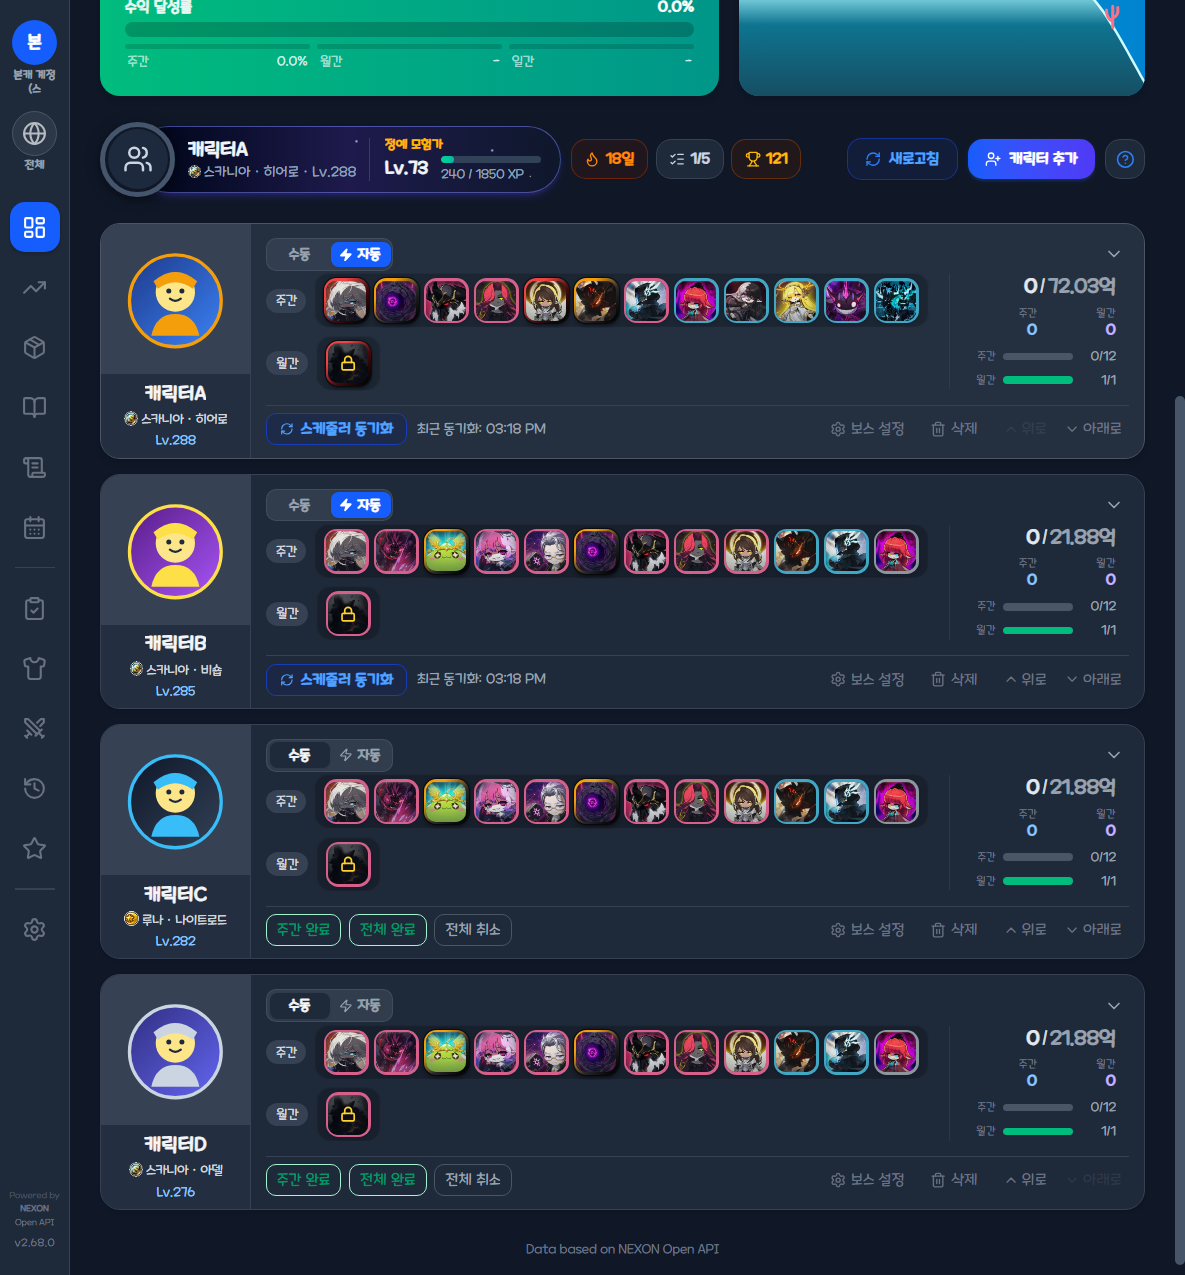 본
본캐 계정
(스
전체
Powered by
NEXON
Open API
v2.68.0
수익 달성률 0.0%
주간 0.0% 월간 - 일간 -
캐릭터A
스카니아 · 히어로 · Lv.288
정예 모험가
Lv.73
240 / 1850 XP
18일
1/5
121
새로고침
캐릭터 추가
캐릭터A
스카니아 · 히어로
Lv.288
수동 자동
주간
월간
0/72.03억
주간 월간
0 0
주간 0/12
월간 1/1
스케줄러 동기화 최근 동기화: 03:18 PM
보스 설정 삭제 위로 아래로
캐릭터B
스카니아 · 비숍
Lv.285
수동 자동
주간
월간
0/21.88억
주간 월간
0 0
주간 0/12
월간 1/1
스케줄러 동기화 최근 동기화: 03:18 PM
보스 설정 삭제 위로 아래로
캐릭터C
루나 · 나이트로드
Lv.282
수동 자동
주간
월간
0/21.88억
주간 월간
0 0
주간 0/12
월간 1/1
주간 완료 전체 완료 전체 취소
보스 설정 삭제 위로 아래로
캐릭터D
스카니아 · 아델
Lv.276
수동 자동
주간
월간
0/21.88억
주간 월간
0 0
주간 0/12
월간 1/1
주간 완료 전체 완료 전체 취소
보스 설정 삭제 위로 아래로
Data based on NEXON Open API